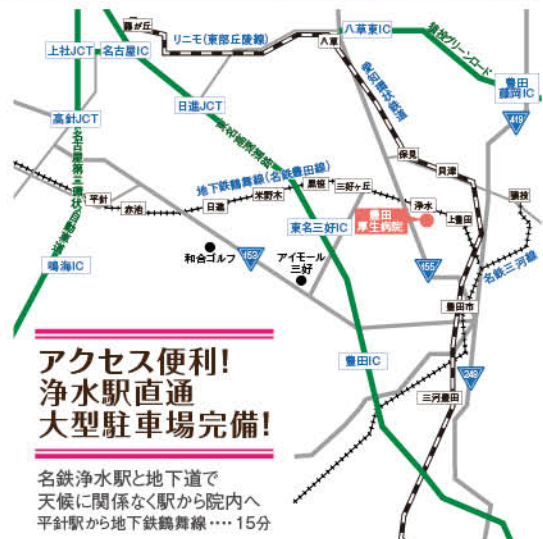 藤が丘
リニモ(東部丘陵線)
八草東IC
猿投グリーンロード
上社JCT
名古屋IC
八草
豊田
藤岡IC
愛知環状鉄道
日進JCT
419
高針JCT
東名高速道路
保見
貝津
名古屋第二環状自動車道
地下鉄鶴舞線(名鉄豊田線)
猿投
平針
赤池
日進
米野木
黒笹
三好ヶ丘
浄水
上豊田
豊田
厚生病院
東名三好IC
鳴海IC
和合ゴルフ
153
アイモール
三好
155
名鉄三河線
豊田市
豊田IC
248
三河豊田
アクセス便利!
浄水駅直通
大型駐車場完備!
名鉄浄水駅と地下道で
天候に関係なく駅から院内へ
平針駅から地下鉄鶴舞線‥‥15分